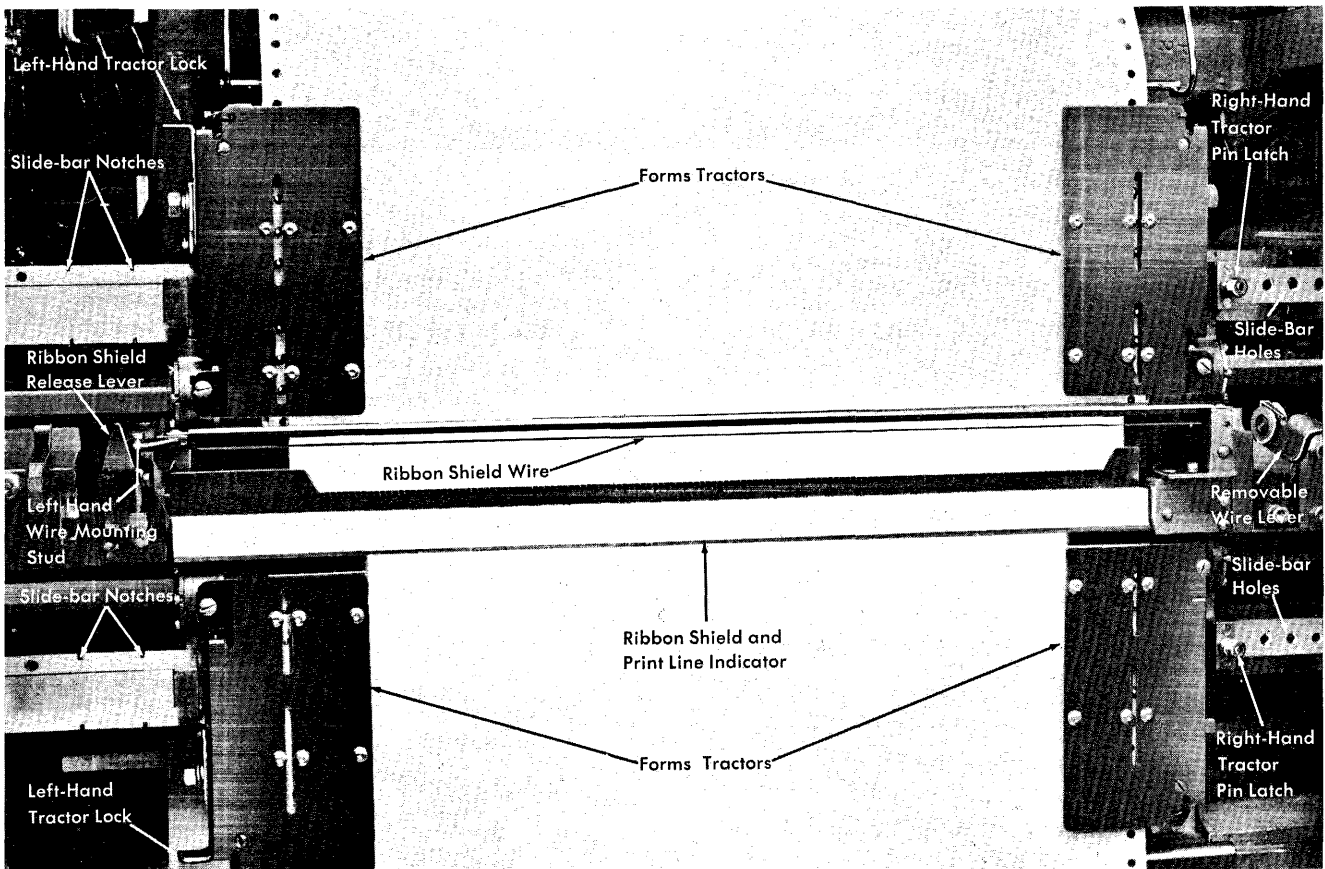 Left-Hand Tractor Lock
Slide-bar Notches
Forms Tractors
Right-Hand
Tractor
Pin Latch
Slide-Bar
Holes
Ribbon Shield
Release Lever
Ribbon Shield Wire
Left-Hand
Wire Mounting
Stud
Removable
Wire Lever
Slide-bar Notches
Slide-bar
Holes
Ribbon Shield and
Print Line Indicator
Forms Tractors
Right-Hand
Tractor
Pin Latch
Left-Hand
Tractor Lock